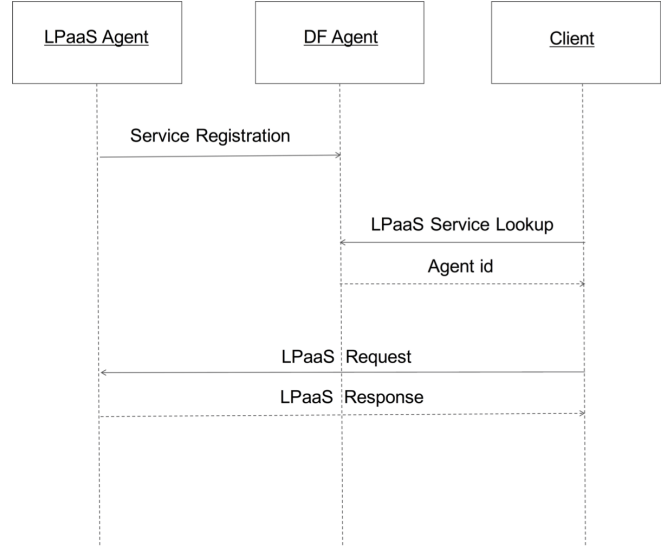 LPaaS Agent
DF Agent
Client
Service Registration
LPaaS Service Lookup
Agent id
LPaaS Request
LPaaS Response